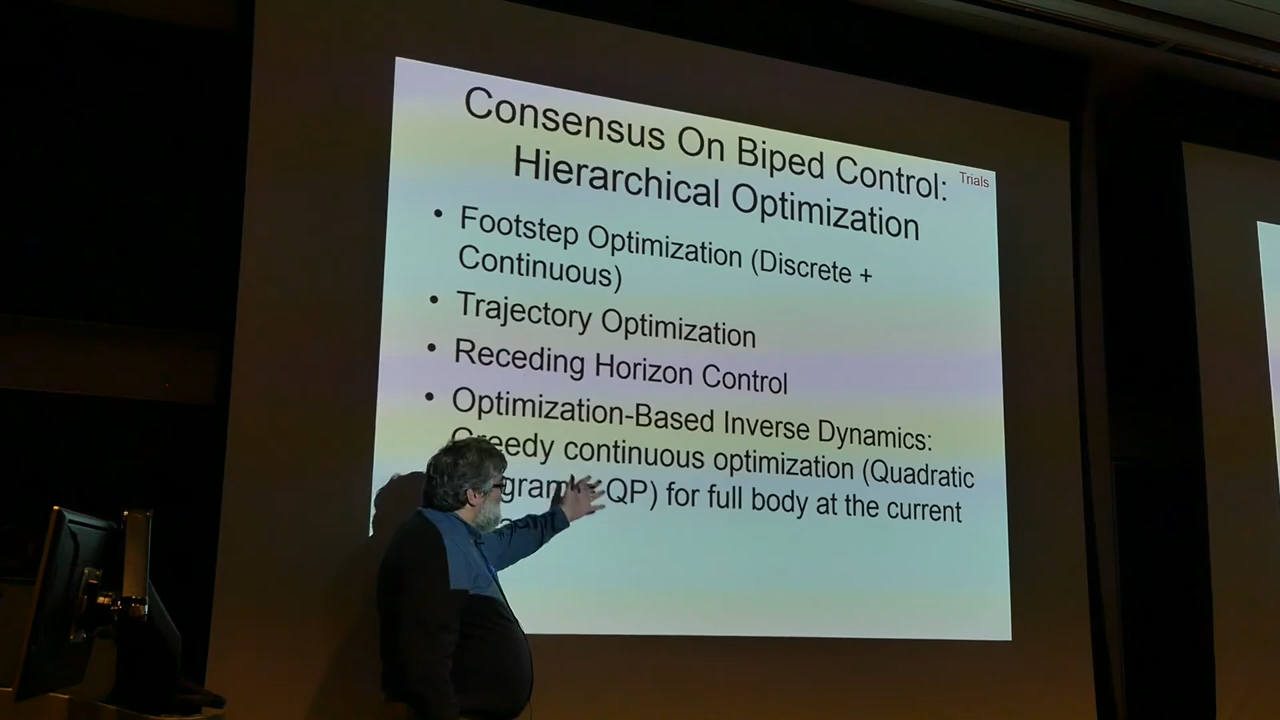 Consensus On Biped Control:
Trials
Hierarchical Optimization
• Footstep Optimization (Discrete +
Continuous)
• Trajectory Optimization
• Receding Horizon Control
• Optimization-Based Inverse Dynamics:
Greedy continuous optimization (Quadratic
QP) for full body at the current